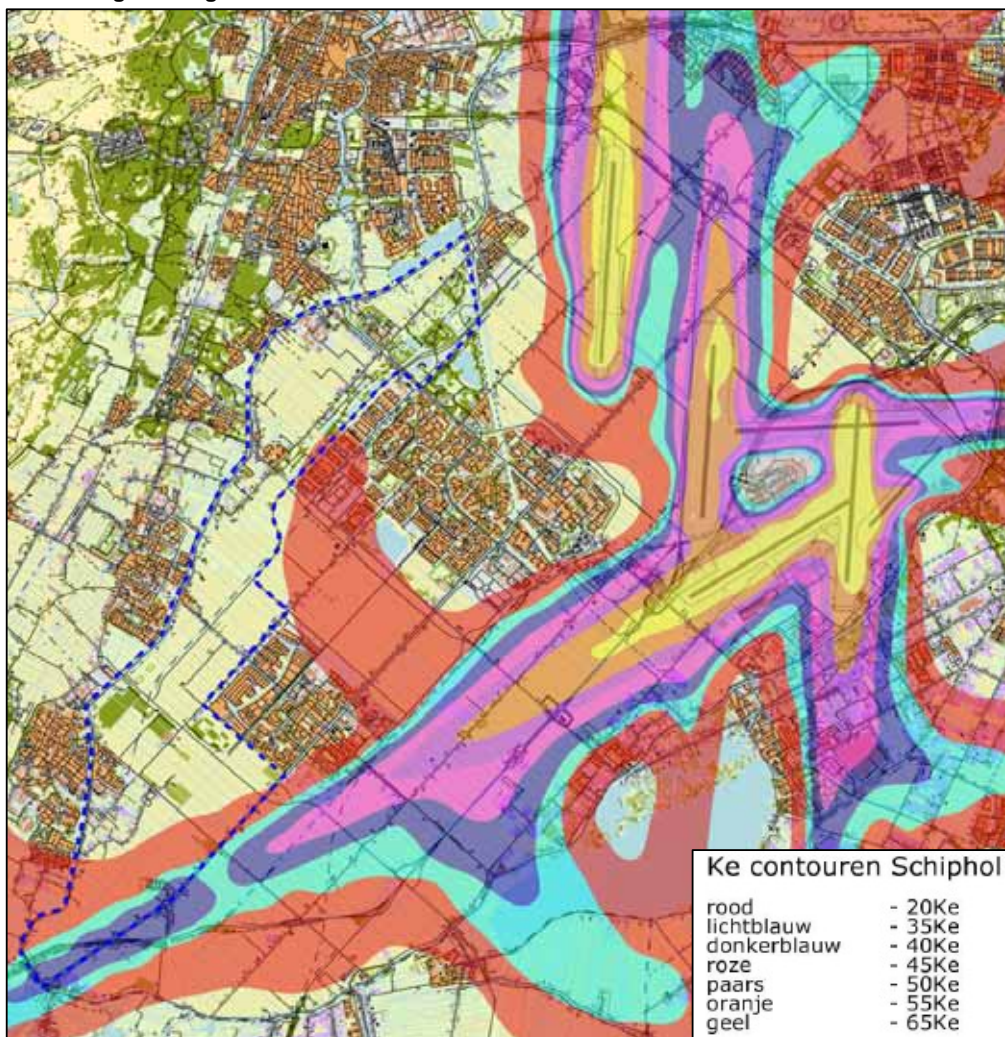 Ke contouren Schiphol
rood - 20Ke
lichtblauw - 35Ke
donkerblauw - 40Ke
roze - 45Ke
paars - 50Ke
oranje - 55Ke
geel - 65Ke